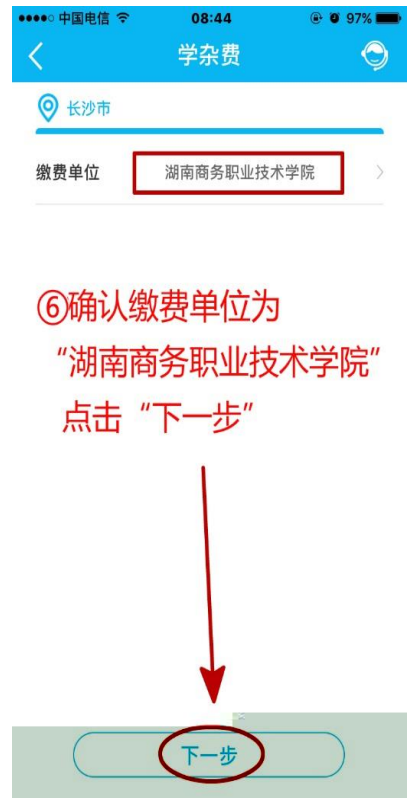 中国电信 08:44 97%
学杂费
长沙市
缴费单位 湖南商务职业技术学院
⑥确认缴费单位为
“湖南商务职业技术学院”
点击“下一步”
下一步